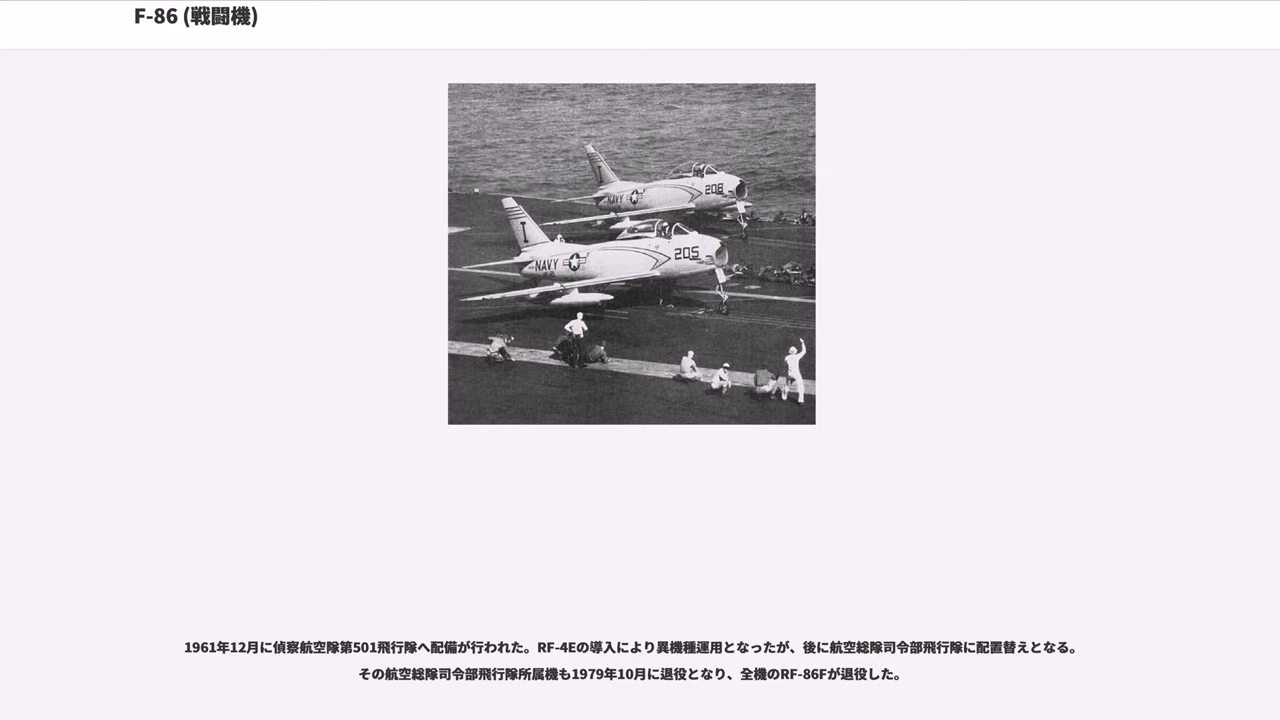 F-86 (戦闘機)
208
NAVY
I
205
NAVY
1961年12月に偵察航空隊第501飛行隊へ配備が行われた。RF-4Eの導入により異機種運用となったが、後に航空総隊司令部飛行隊に配置替えとなる。
その航空総隊司令部飛行隊所属機も1979年10月に退役となり、全機のRF-86Fが退役した。